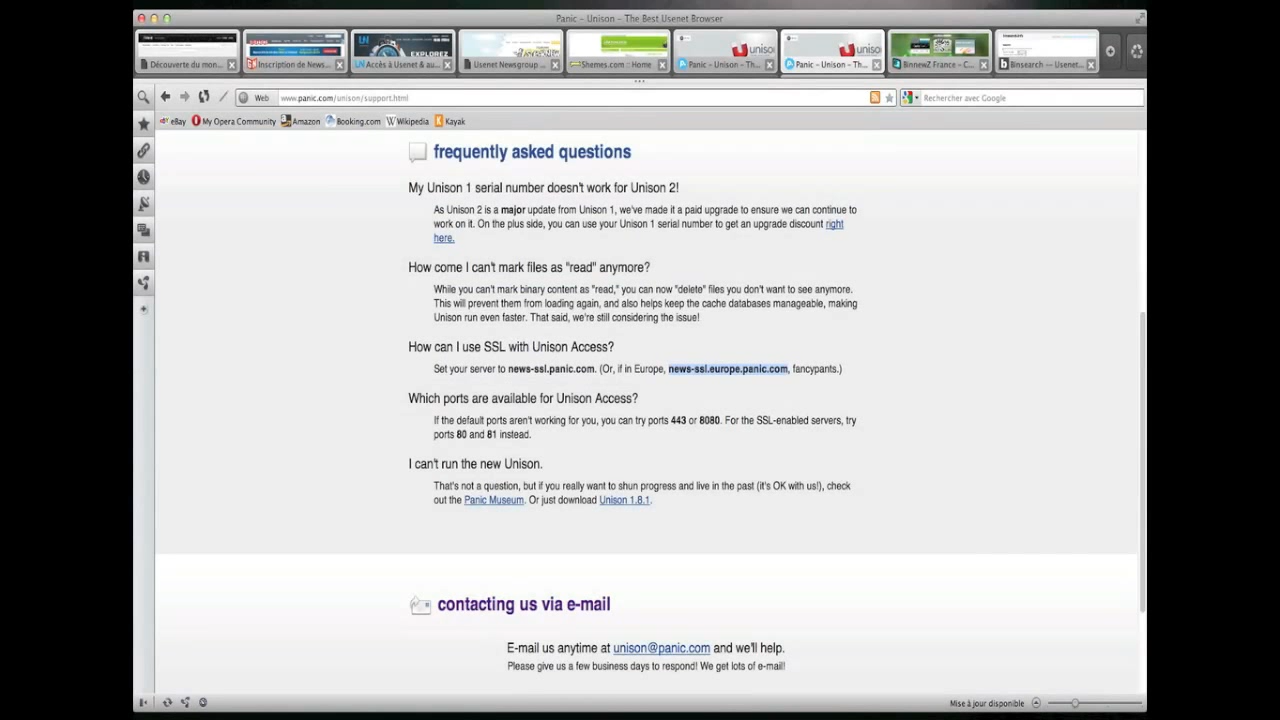 Panic – Unison – The Best Usenet Browser
Découverte du mon...
Inscription de News...
Accès à Usenet & au...
Usenet Newsgroup ...
Shemes.com :: Home
Panic – Unison – Th...
Panic – Unison – Th...
BinnewZ France – C...
Binsearch –– Usenet...
Web www.panic.com/unison/support.html Rechercher avec Google
eBay My Opera Community Amazon Booking.com Wikipedia Kayak
frequently asked questions
My Unison 1 serial number doesn't work for Unison 2!
As Unison 2 is a major update from Unison 1, we've made it a paid upgrade to ensure we can continue to
work on it. On the plus side, you can use your Unison 1 serial number to get an upgrade discount right
here.
How come I can't mark files as "read" anymore?
While you can't mark binary content as "read," you can now "delete" files you don't want to see anymore.
This will prevent them from loading again, and also helps keep the cache databases manageable, making
Unison run even faster. That said, we're still considering the issue!
How can I use SSL with Unison Access?
Set your server to news-ssl.panic.com. (Or, if in Europe, news-ssl.europe.panic.com, fancypants.)
Which ports are available for Unison Access?
If the default ports aren't working for you, you can try ports 443 or 8080. For the SSL-enabled servers, try
ports 80 and 81 instead.
I can't run the new Unison.
That's not a question, but if you really want to shun progress and live in the past (it's OK with us!), check
out the Panic Museum. Or just download Unison 1.8.1.
contacting us via e-mail
E-mail us anytime at unison@panic.com and we'll help.
Please give us a few business days to respond! We get lots of e-mail!
Mise à jour disponible